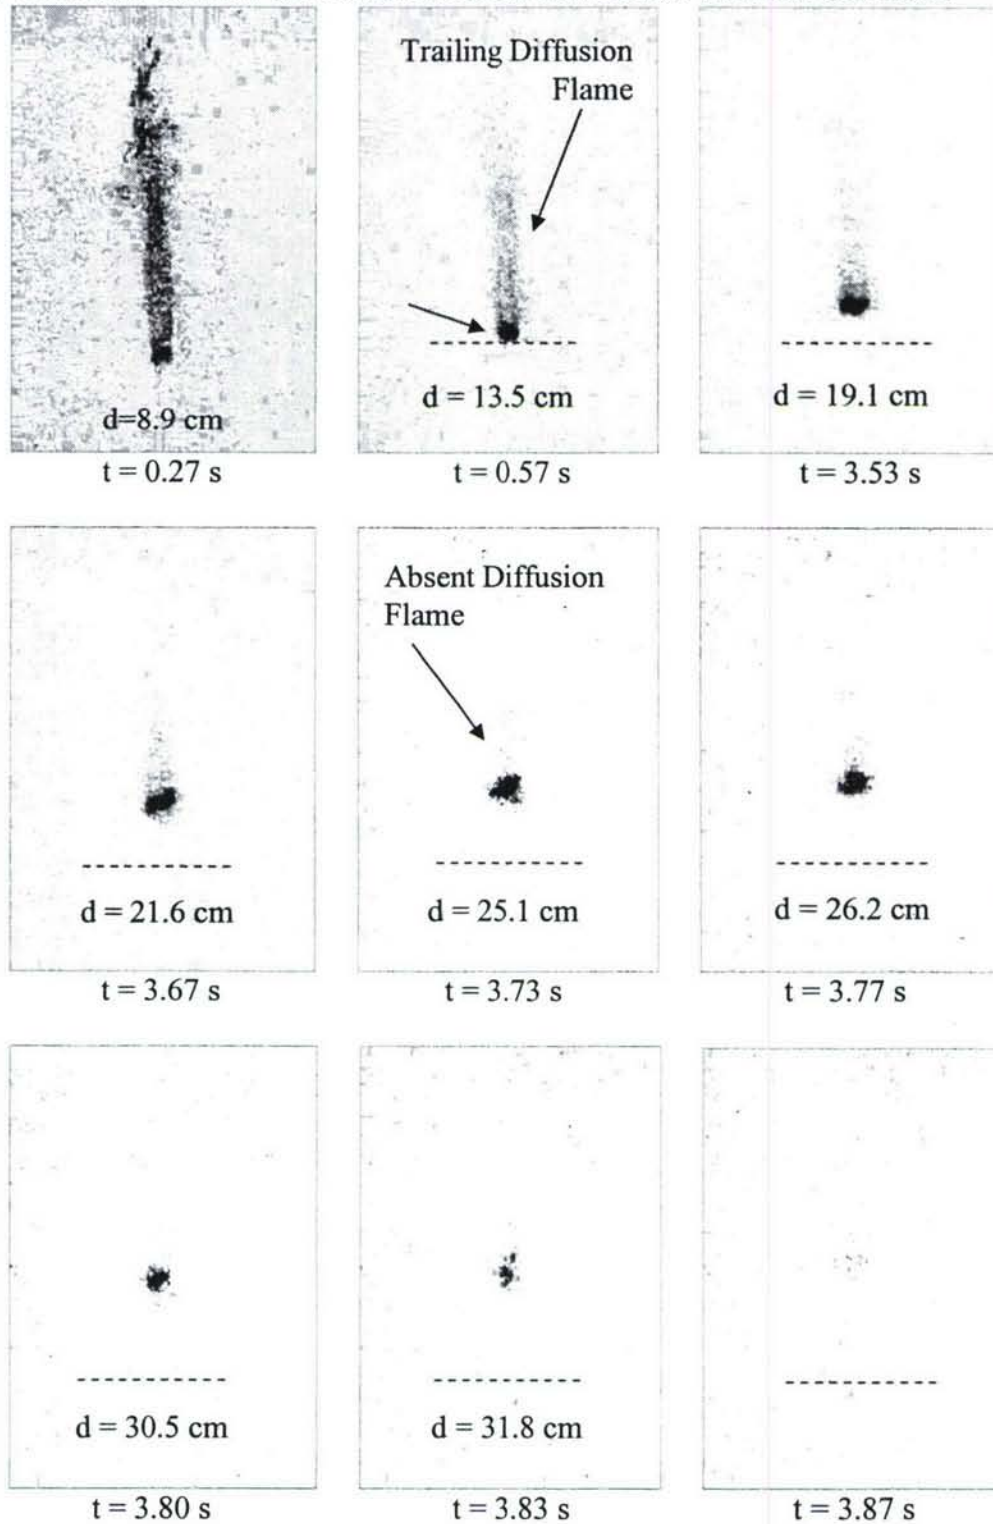 Trailing Diffusion
Flame
d=8.9 cm
d = 13.5 cm
d = 19.1 cm
t = 0.27 s
t = 0.57 s
t = 3.53 s
Absent Diffusion
Flame
d = 21.6 cm
d = 25.1 cm
d = 26.2 cm
t = 3.67 s
t = 3.73 s
t = 3.77 s
d = 30.5 cm
d = 31.8 cm
t = 3.80 s
t = 3.83 s
t = 3.87 s